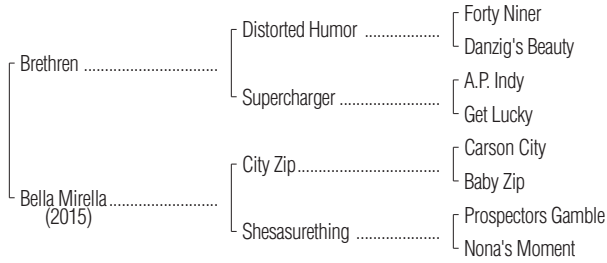 Forty Niner
Distorted Humor ..................
Danzig's Beauty
Brethren ................................
A.P. Indy
Supercharger ........................
Get Lucky
Carson City
City Zip..................................
Baby Zip
Bella Mirella ..........................
(2015)
Prospectors Gamble
Shesasurething ....................
Nona's Moment